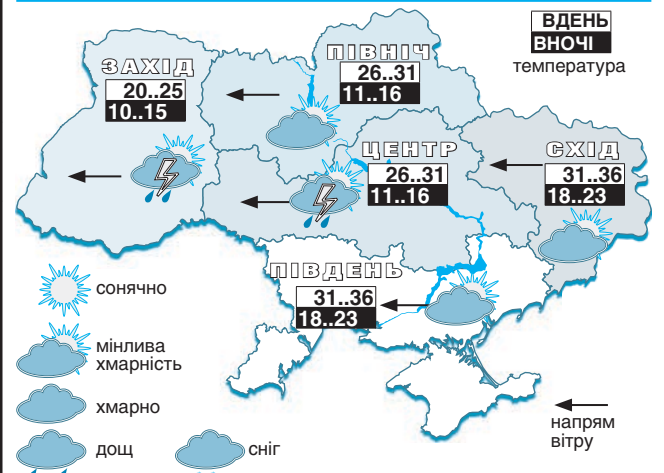 ВДЕНЬ
ВНОЧІ
температура
ЗАХІД
20..25
10..15
ПІВНІЧ
26..31
11..16
ЦЕНТР
26..31
11..16
СХІД
31..36
18..23
ПІВДЕНЬ
31..36
18..23
сонячно
мінлива
хмарність
хмарно
дощ
сніг
напрям
вітру